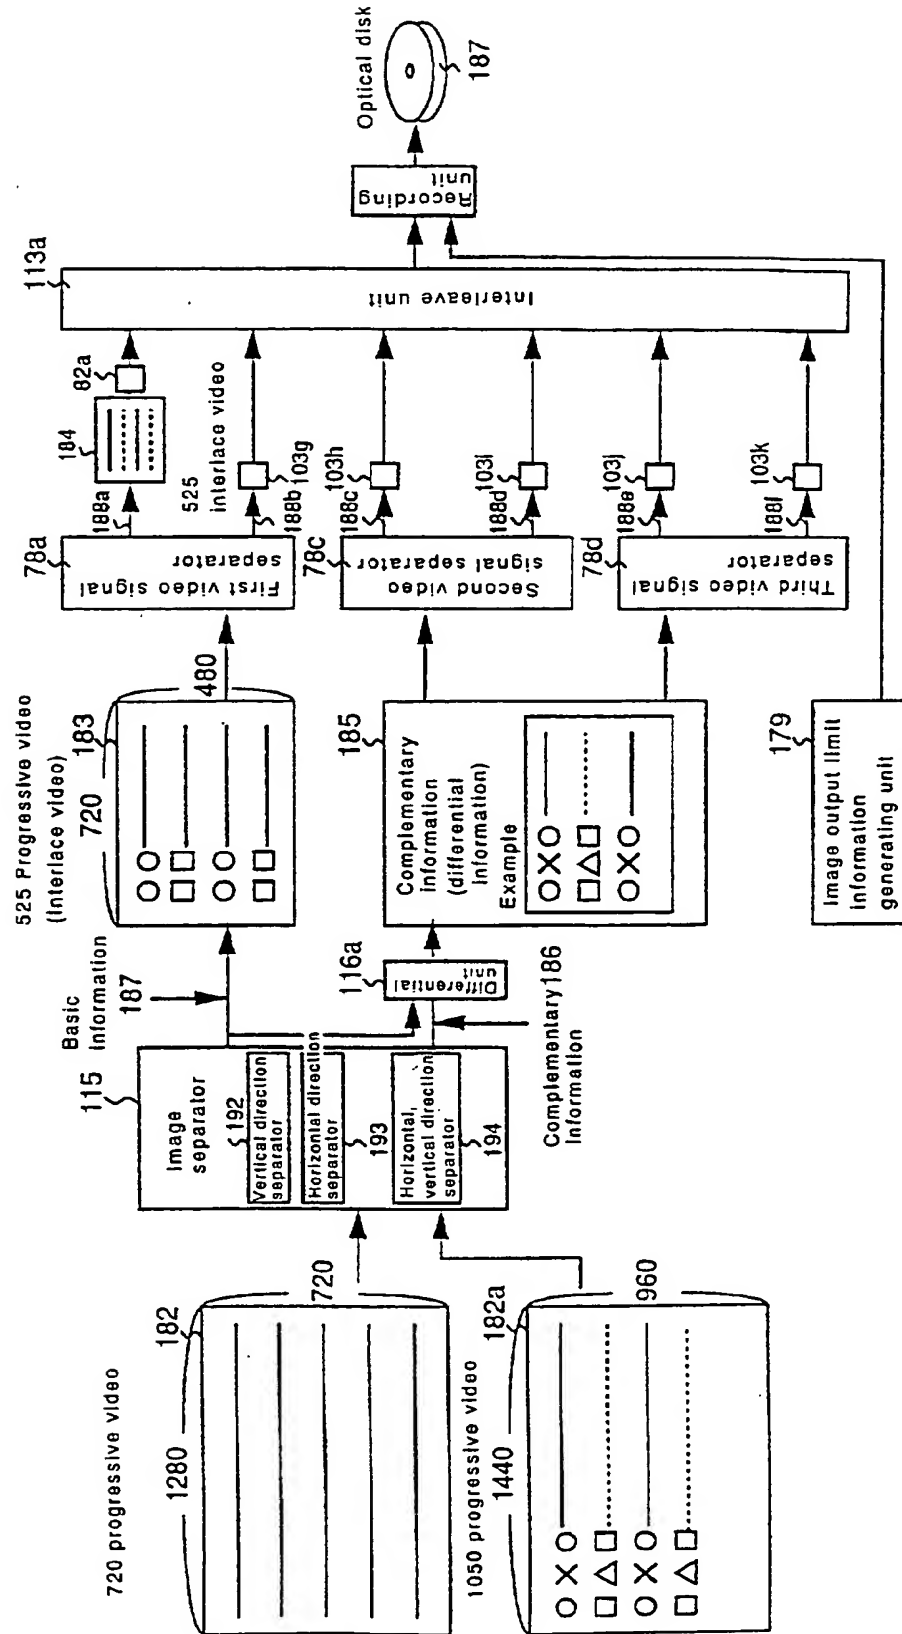 720 progressive video
1280
182
720
1050 progressive video
1440
182a
960
115
Image
separator
192
Vertical direction
separator
Horizontal direction
separator
193
Horizontal,
vertical direction
separator
194
Basic
Information
187
Complementary
Information
186
116a
Differential
unit
525 Progressive video
(Interlace video)
720
183
480
185
Complementary
Information
(differential
Information)
Example
179
Image output limit
Information
generating unit
78a
First video signal
separator
78c
Second video
signal separator
78d
Third video signal
separator
188a
184
82a
188b
525
interlace video
103g
188c
103h
188d
103i
188e
103j
188f
103k
113a
Interleave unit
Recording
unit
Optical disk
187